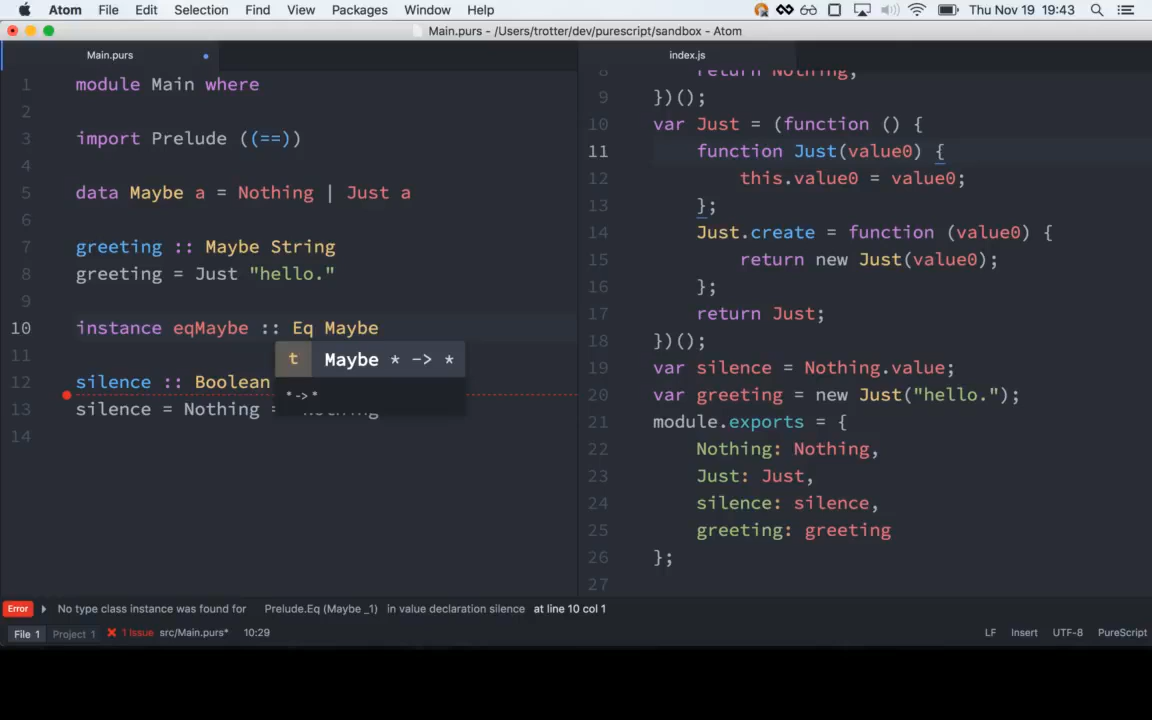 Atom File Edit Selection Find View Packages Window Help Thu Nov 19 19:43
Main.purs - /Users/trotter/dev/purescript/sandbox - Atom
Main.purs
1 module Main where
2
3 import Prelude ((==))
4
5 data Maybe a = Nothing | Just a
6
7 greeting :: Maybe String
8 greeting = Just "hello."
9
10 instance eqMaybe :: Eq Maybe
11
t Maybe * -> *
12 silence :: Boolean
* -> *
13 silence = Nothing = Nothing
14
index.js
8 return Nothing;
9 })();
10 var Just = (function () {
11 function Just(value0) {
12 this.value0 = value0;
13 };
14 Just.create = function (value0) {
15 return new Just(value0);
16 };
17 return Just;
18 })();
19 var silence = Nothing.value;
20 var greeting = new Just("hello.");
21 module.exports = {
22 Nothing: Nothing,
23 Just: Just,
24 silence: silence,
25 greeting: greeting
26 };
27
Error No type class instance was found for Prelude.Eq (Maybe _1) in value declaration silence at line 10 col 1
File 1 Project 1 1 Issue src/Main.purs* 10:29 LF Insert UTF-8 PureScript